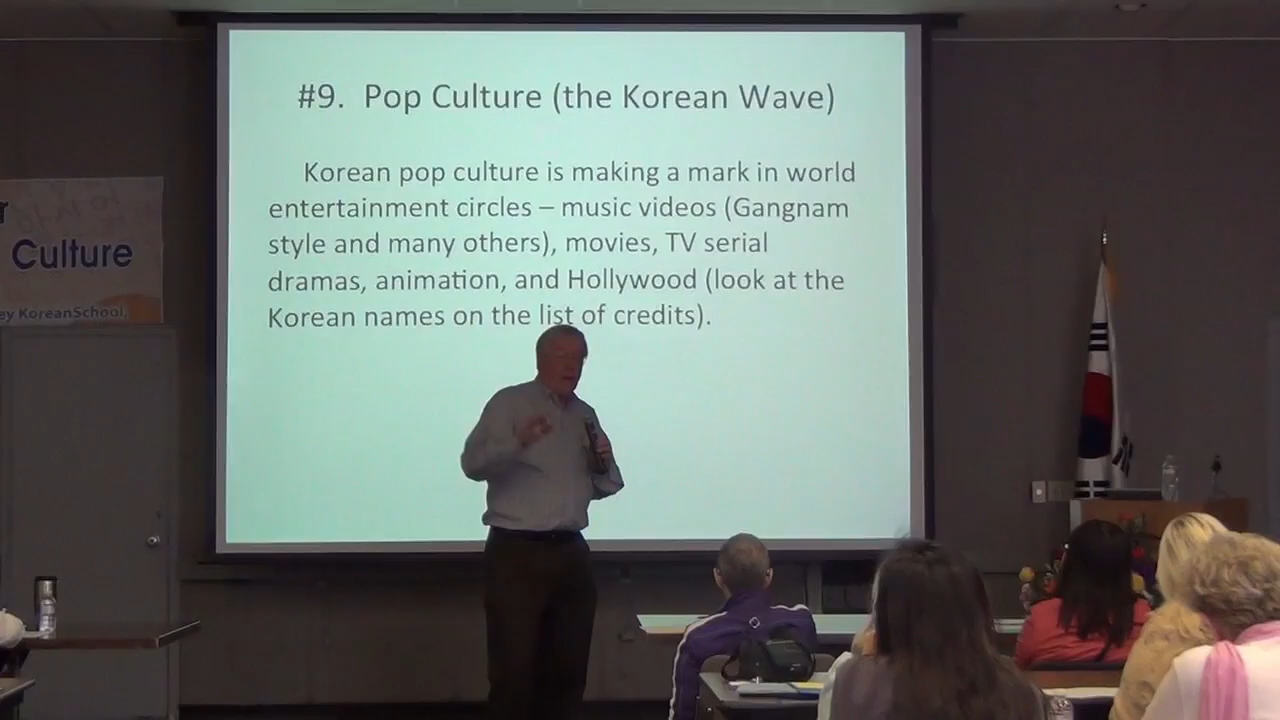 #9. Pop Culture (the Korean Wave)
Korean pop culture is making a mark in world
entertainment circles – music videos (Gangnam
style and many others), movies, TV serial
dramas, animation, and Hollywood (look at the
Korean names on the list of credits).
Culture
KoreanSchool,